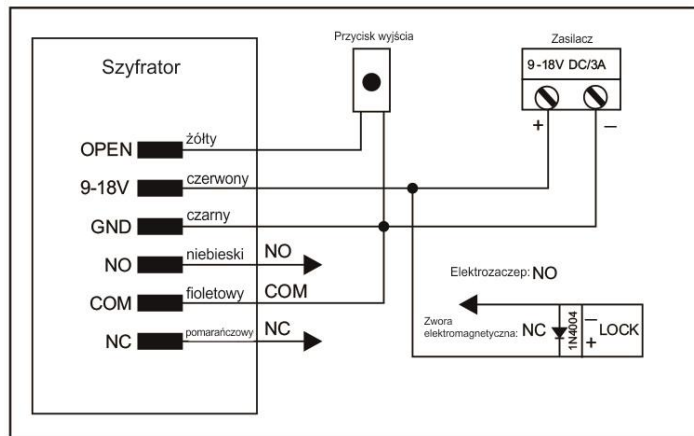 Przycisk wyjścia
Zasilacz
9-18V DC/3A
+
–
Szyfrator
OPEN żółty
9-18V czerwony
GND czarny
NO niebieski NO
COM fioletowy COM
NC pomarańczowy NC
Elektrozaczep: NO
Zwora
elektromagnetyczna: NC
1N4004
–
+
LOCK